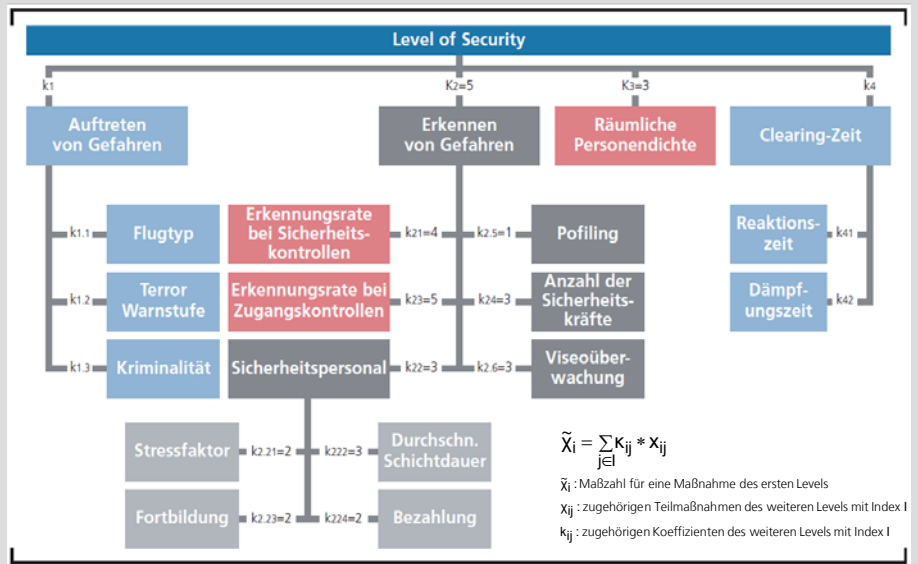 Level of Security
k1
K2=5
K3=3
k4
Auftreten
von Gefahren
Erkennen
von Gefahren
Räumliche
Personendichte
Clearing-Zeit
k1.1
Flugtyp
Erkennungsrate
bei Sicherheits-
kontrollen
k21=4
k2.5=1
Pofiling
Reaktions-
zeit
k41
k1.2
Terror
Warnstufe
Erkennungsrate bei
Zugangskontrollen
k23=5
k24=3
Anzahl der
Sicherheits-
kräfte
Dämpf-
ungszeit
k42
k1.3
Kriminalität
Sicherheitspersonal
k22=3
k2.6=3
Viseoüber-
wachung
Stressfaktor
k2.21=2
k222=3
Durchschn.
Schichtdauer
Fortbildung
k2.23=2
k224=2
Bezahlung
χ̃i = ∑j∈I Kij * xij
χ̃i : Maßzahl für eine Maßnahme des ersten Levels
χij : zugehörigen Teilmaßnahmen des weiteren Levels mit Index I
kij : zugehörigen Koeffizienten des weiteren Levels mit Index I